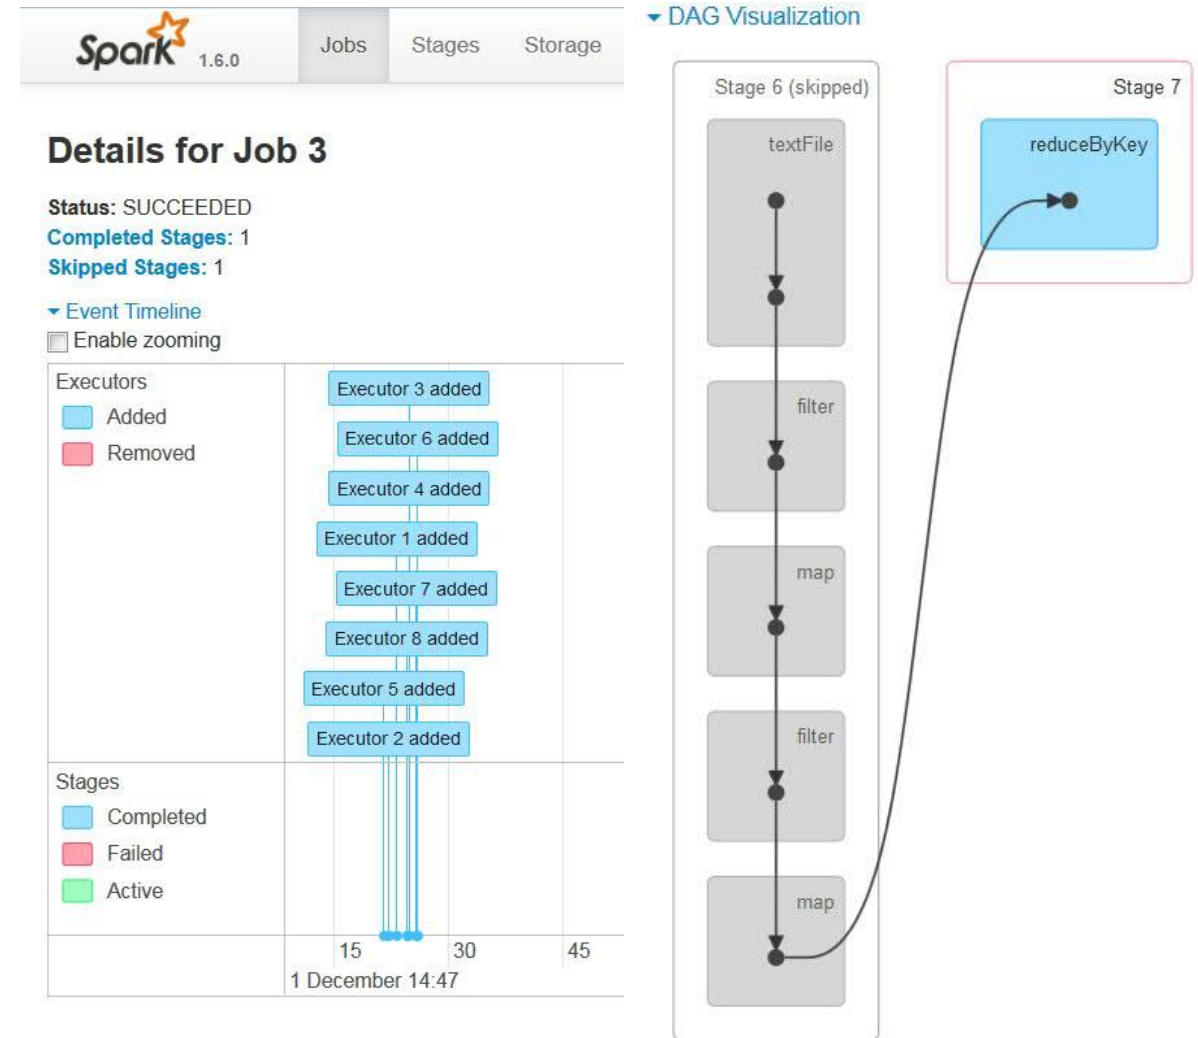 Spark 1.6.0 Jobs Stages Storage
Details for Job 3
Status: SUCCEEDED
Completed Stages: 1
Skipped Stages: 1
Event Timeline
Enable zooming
Executors
Added
Removed
Executor 3 added
Executor 6 added
Executor 4 added
Executor 1 added
Executor 7 added
Executor 8 added
Executor 5 added
Executor 2 added
Stages
Completed
Failed
Active
15 30 45
1 December 14:47
DAG Visualization
Stage 6 (skipped)
textFile
filter
map
filter
map
Stage 7
reduceByKey